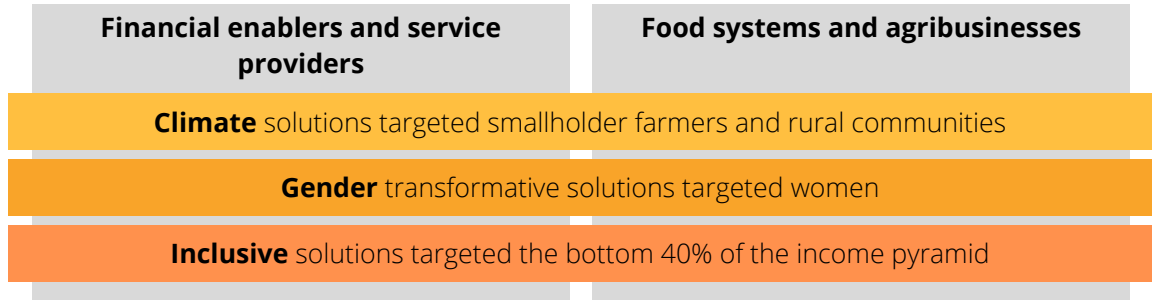 Financial enablers and service
providers
Food systems and agribusinesses
Climate solutions targeted smallholder farmers and rural communities
Gender transformative solutions targeted women
Inclusive solutions targeted the bottom 40% of the income pyramid